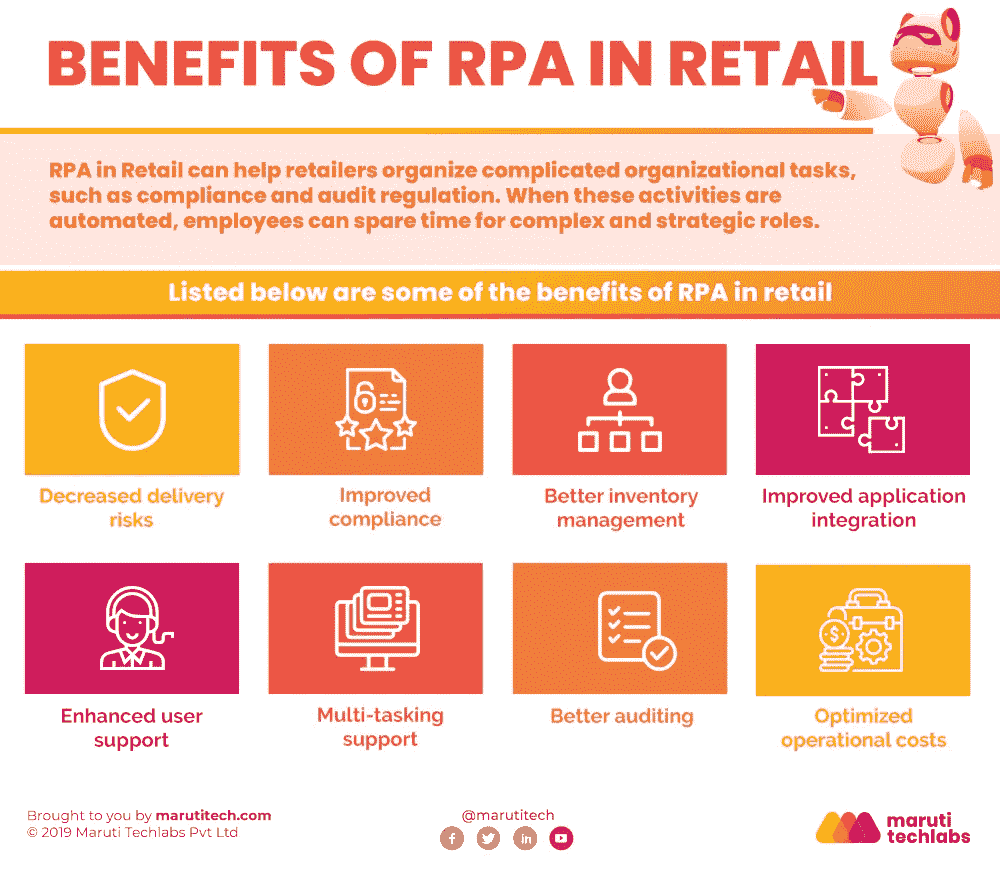 BENEFITS OF RPA IN RETAIL
RPA in Retail can help retailers organize complicated organizational tasks,
such as compliance and audit regulation. When these activities are
automated, employees can spare time for complex and strategic roles.
Listed below are some of the benefits of RPA in retail
Decreased delivery
risks
Improved
compliance
Better inventory
management
Improved application
integration
Enhanced user
support
Multi-tasking
support
Better auditing
Optimized
operational costs
Brought to you by marutitech.com
© 2019 Maruti Techlabs Pvt Ltd
@marutitech
maruti
techlabs